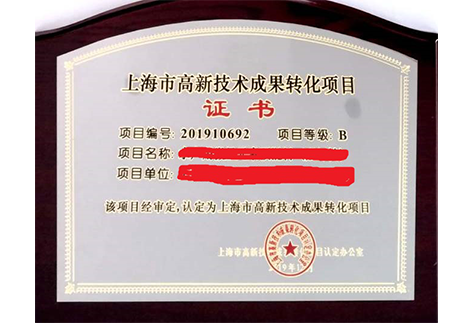 上海市高新技术成果转化项目
证书
项目编号: 201910692 项目等级: B
项目名称:
项目单位:
该项目经审定,认定为上海市高新技术成果转化项目
上海市高新技 目认定办公室